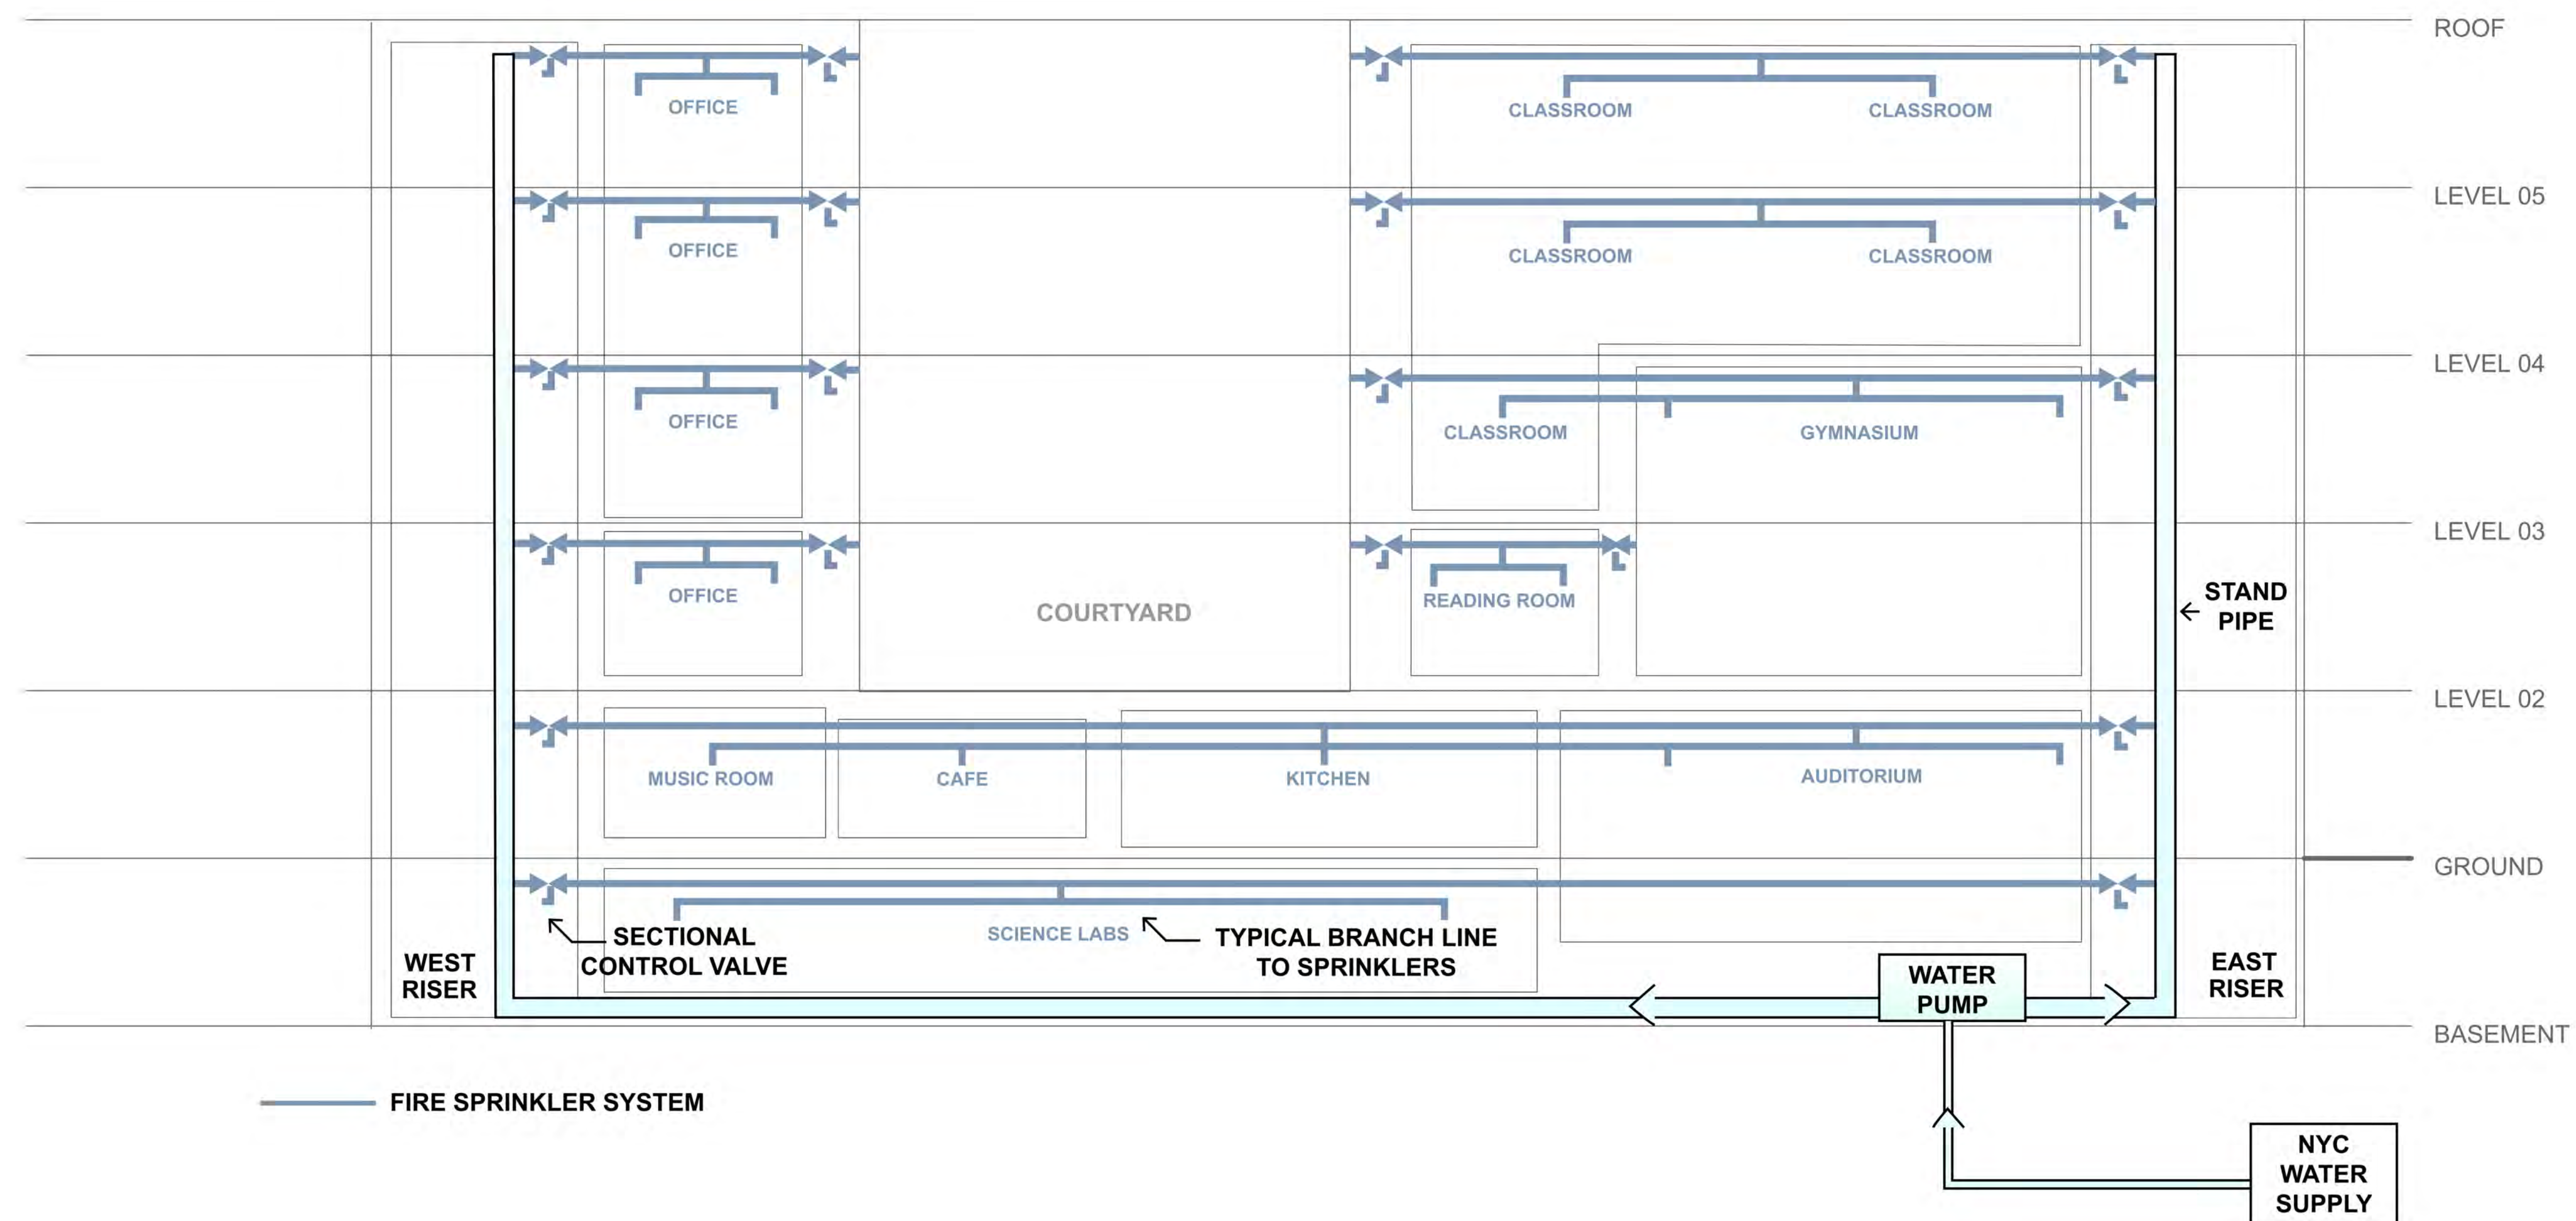 ROOF
OFFICE
CLASSROOM
CLASSROOM
LEVEL 05
OFFICE
CLASSROOM
CLASSROOM
LEVEL 04
OFFICE
CLASSROOM
GYMNASIUM
LEVEL 03
OFFICE
COURTYARD
READING ROOM
STAND
PIPE
LEVEL 02
MUSIC ROOM
CAFE
KITCHEN
AUDITORIUM
GROUND
SCIENCE LABS
SECTIONAL
CONTROL VALVE
TYPICAL BRANCH LINE
TO SPRINKLERS
WEST
RISER
WATER
PUMP
EAST
RISER
BASEMENT
FIRE SPRINKLER SYSTEM
NYC
WATER
SUPPLY